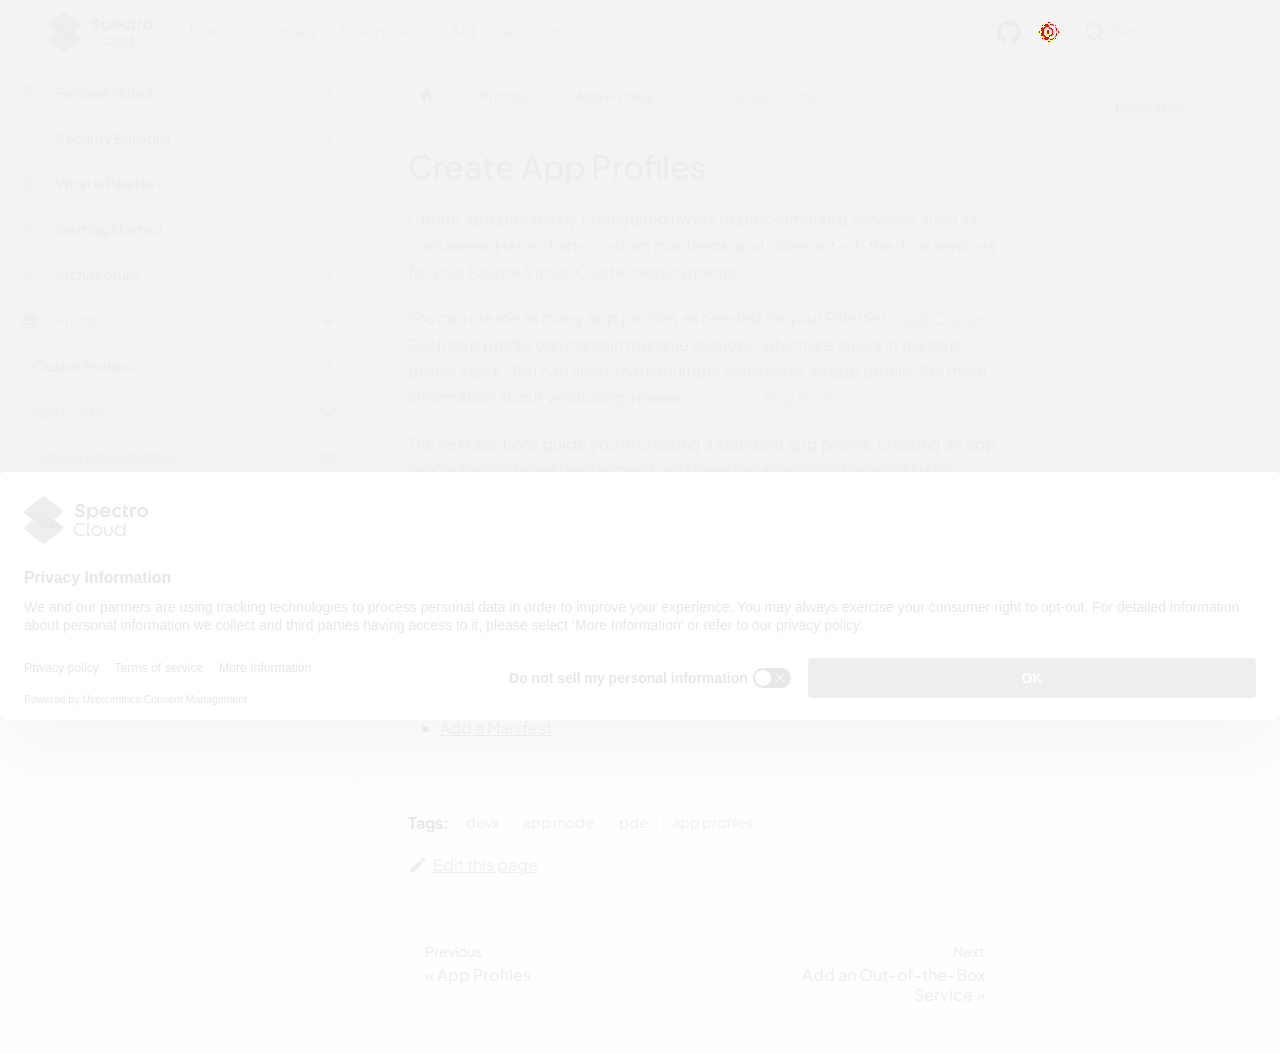 Spectro Cloud
Docs Tutorials Downloads API latest
Search
Release Notes
Security Bulletins
What is Palette?
Getting Started
Architecture
Profiles
Cluster Profiles
App Profiles
Create App Profiles
Profiles
App Profiles
Create App Profiles
Resources
Create App Profiles
Create app profiles by configuring layers of preconfigured services, such as
containers, Helm charts, custom manifests, and other out-of-the-box services
for your Palette Virtual Cluster deployments.
You can create as many app profiles as needed for your Palette Virtual Clusters.
Each app profile can contain multiple services, which are layers in the app
profile stack. You can also create multiple versions of an app profile. For more
information about versioning, review Version an App Profile.
The next sections guide you in creating a standard app profile, creating an app
profile for container deployment, and creating an app profile using Helm
Spectro
Cloud
Privacy Information
We and our partners are using tracking technologies to process personal data in order to improve your experience. You may always exercise your consumer right to opt-out. For detailed information
about personal information we collect and third parties having access to it, please select 'More Information' or refer to our privacy policy.
Privacy policy Terms of service More Information
Do not sell my personal information
OK
Powered by Usercentrics Consent Management
Add a Manifest
Tags: devx app mode pde app profiles
Edit this page
Previous
« App Profiles
Next
Add an Out-of-the-Box
Service »